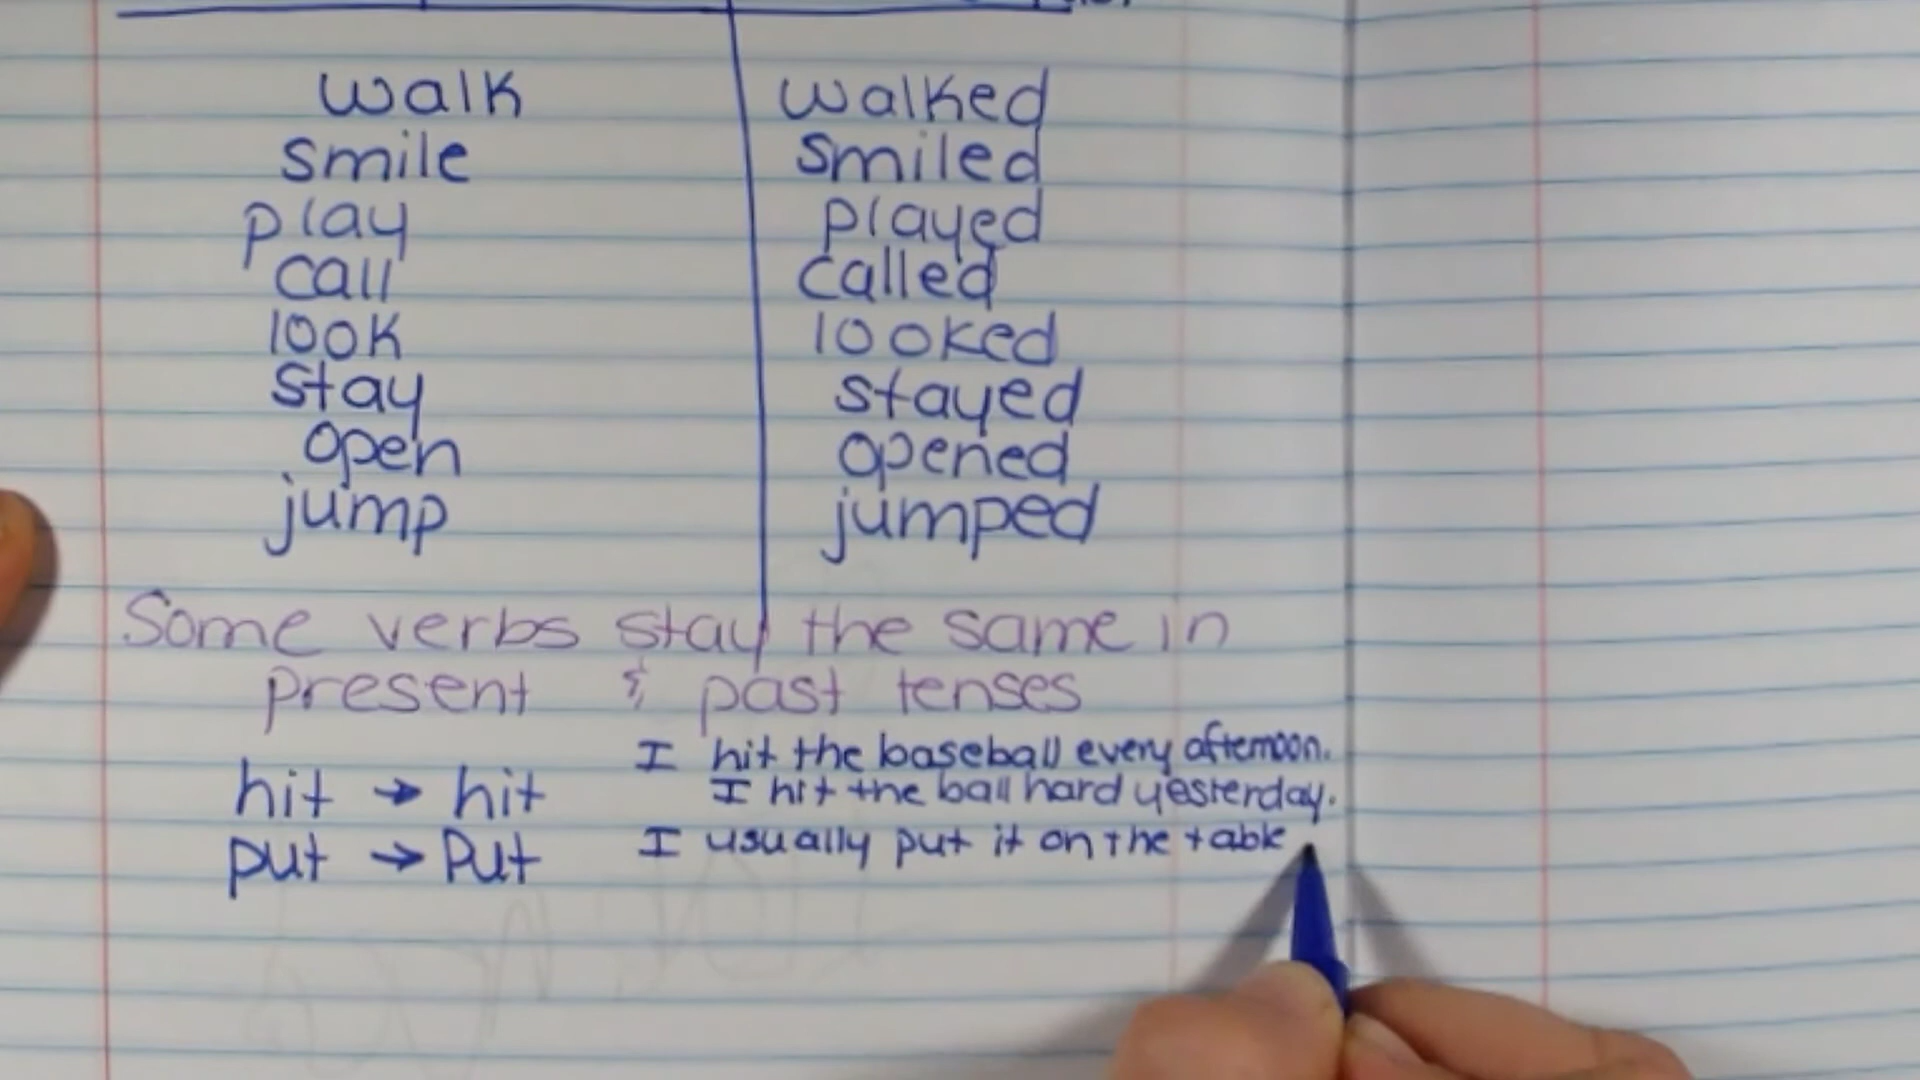 walk walked
smile smiled
play played
call called
look looked
stay stayed
open opened
jump jumped
Some verbs stay the same in
present & past tenses
I hit the baseball every afternoon.
hit → hit I hit the ball hard yesterday.
put → put I usually put it on the table